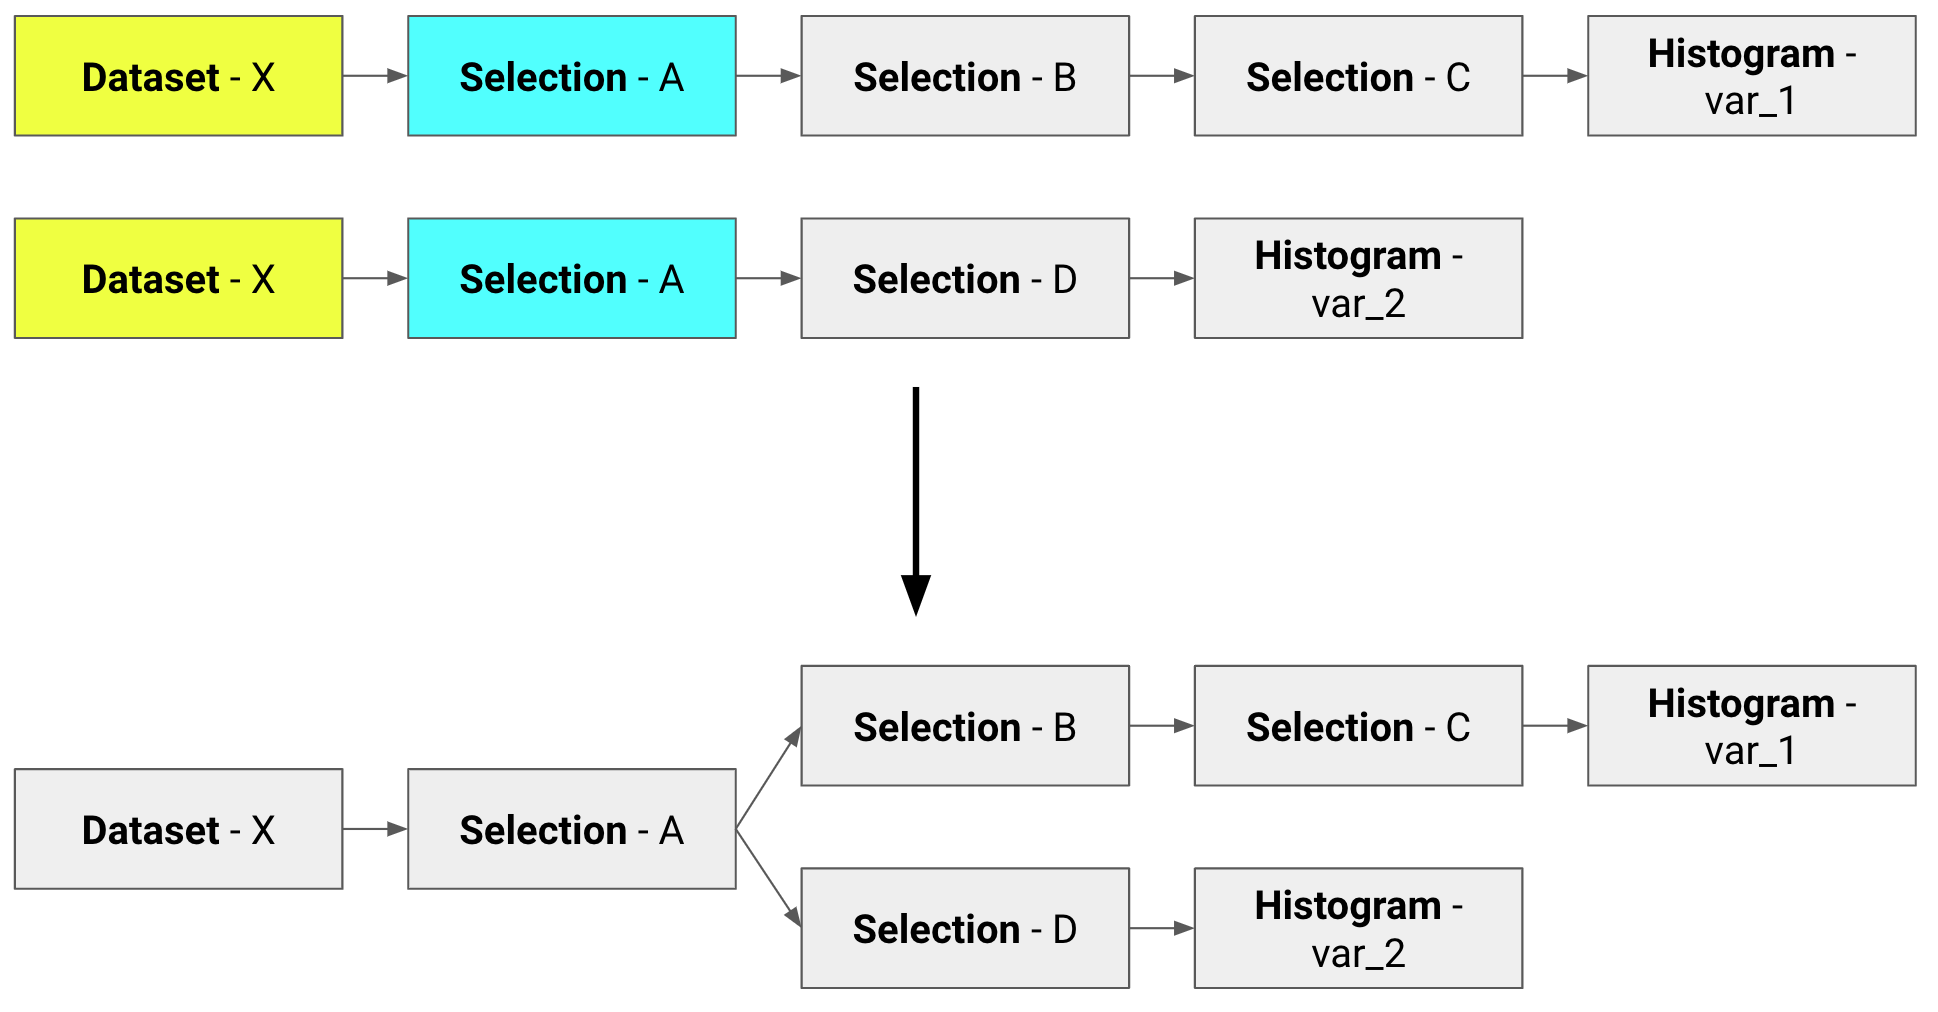 Dataset - X
Selection - A
Selection - B
Selection - C
Histogram -
var_1
Dataset - X
Selection - A
Selection - D
Histogram -
var_2
Selection - B
Selection - C
Histogram -
var_1
Dataset - X
Selection - A
Selection - D
Histogram -
var_2